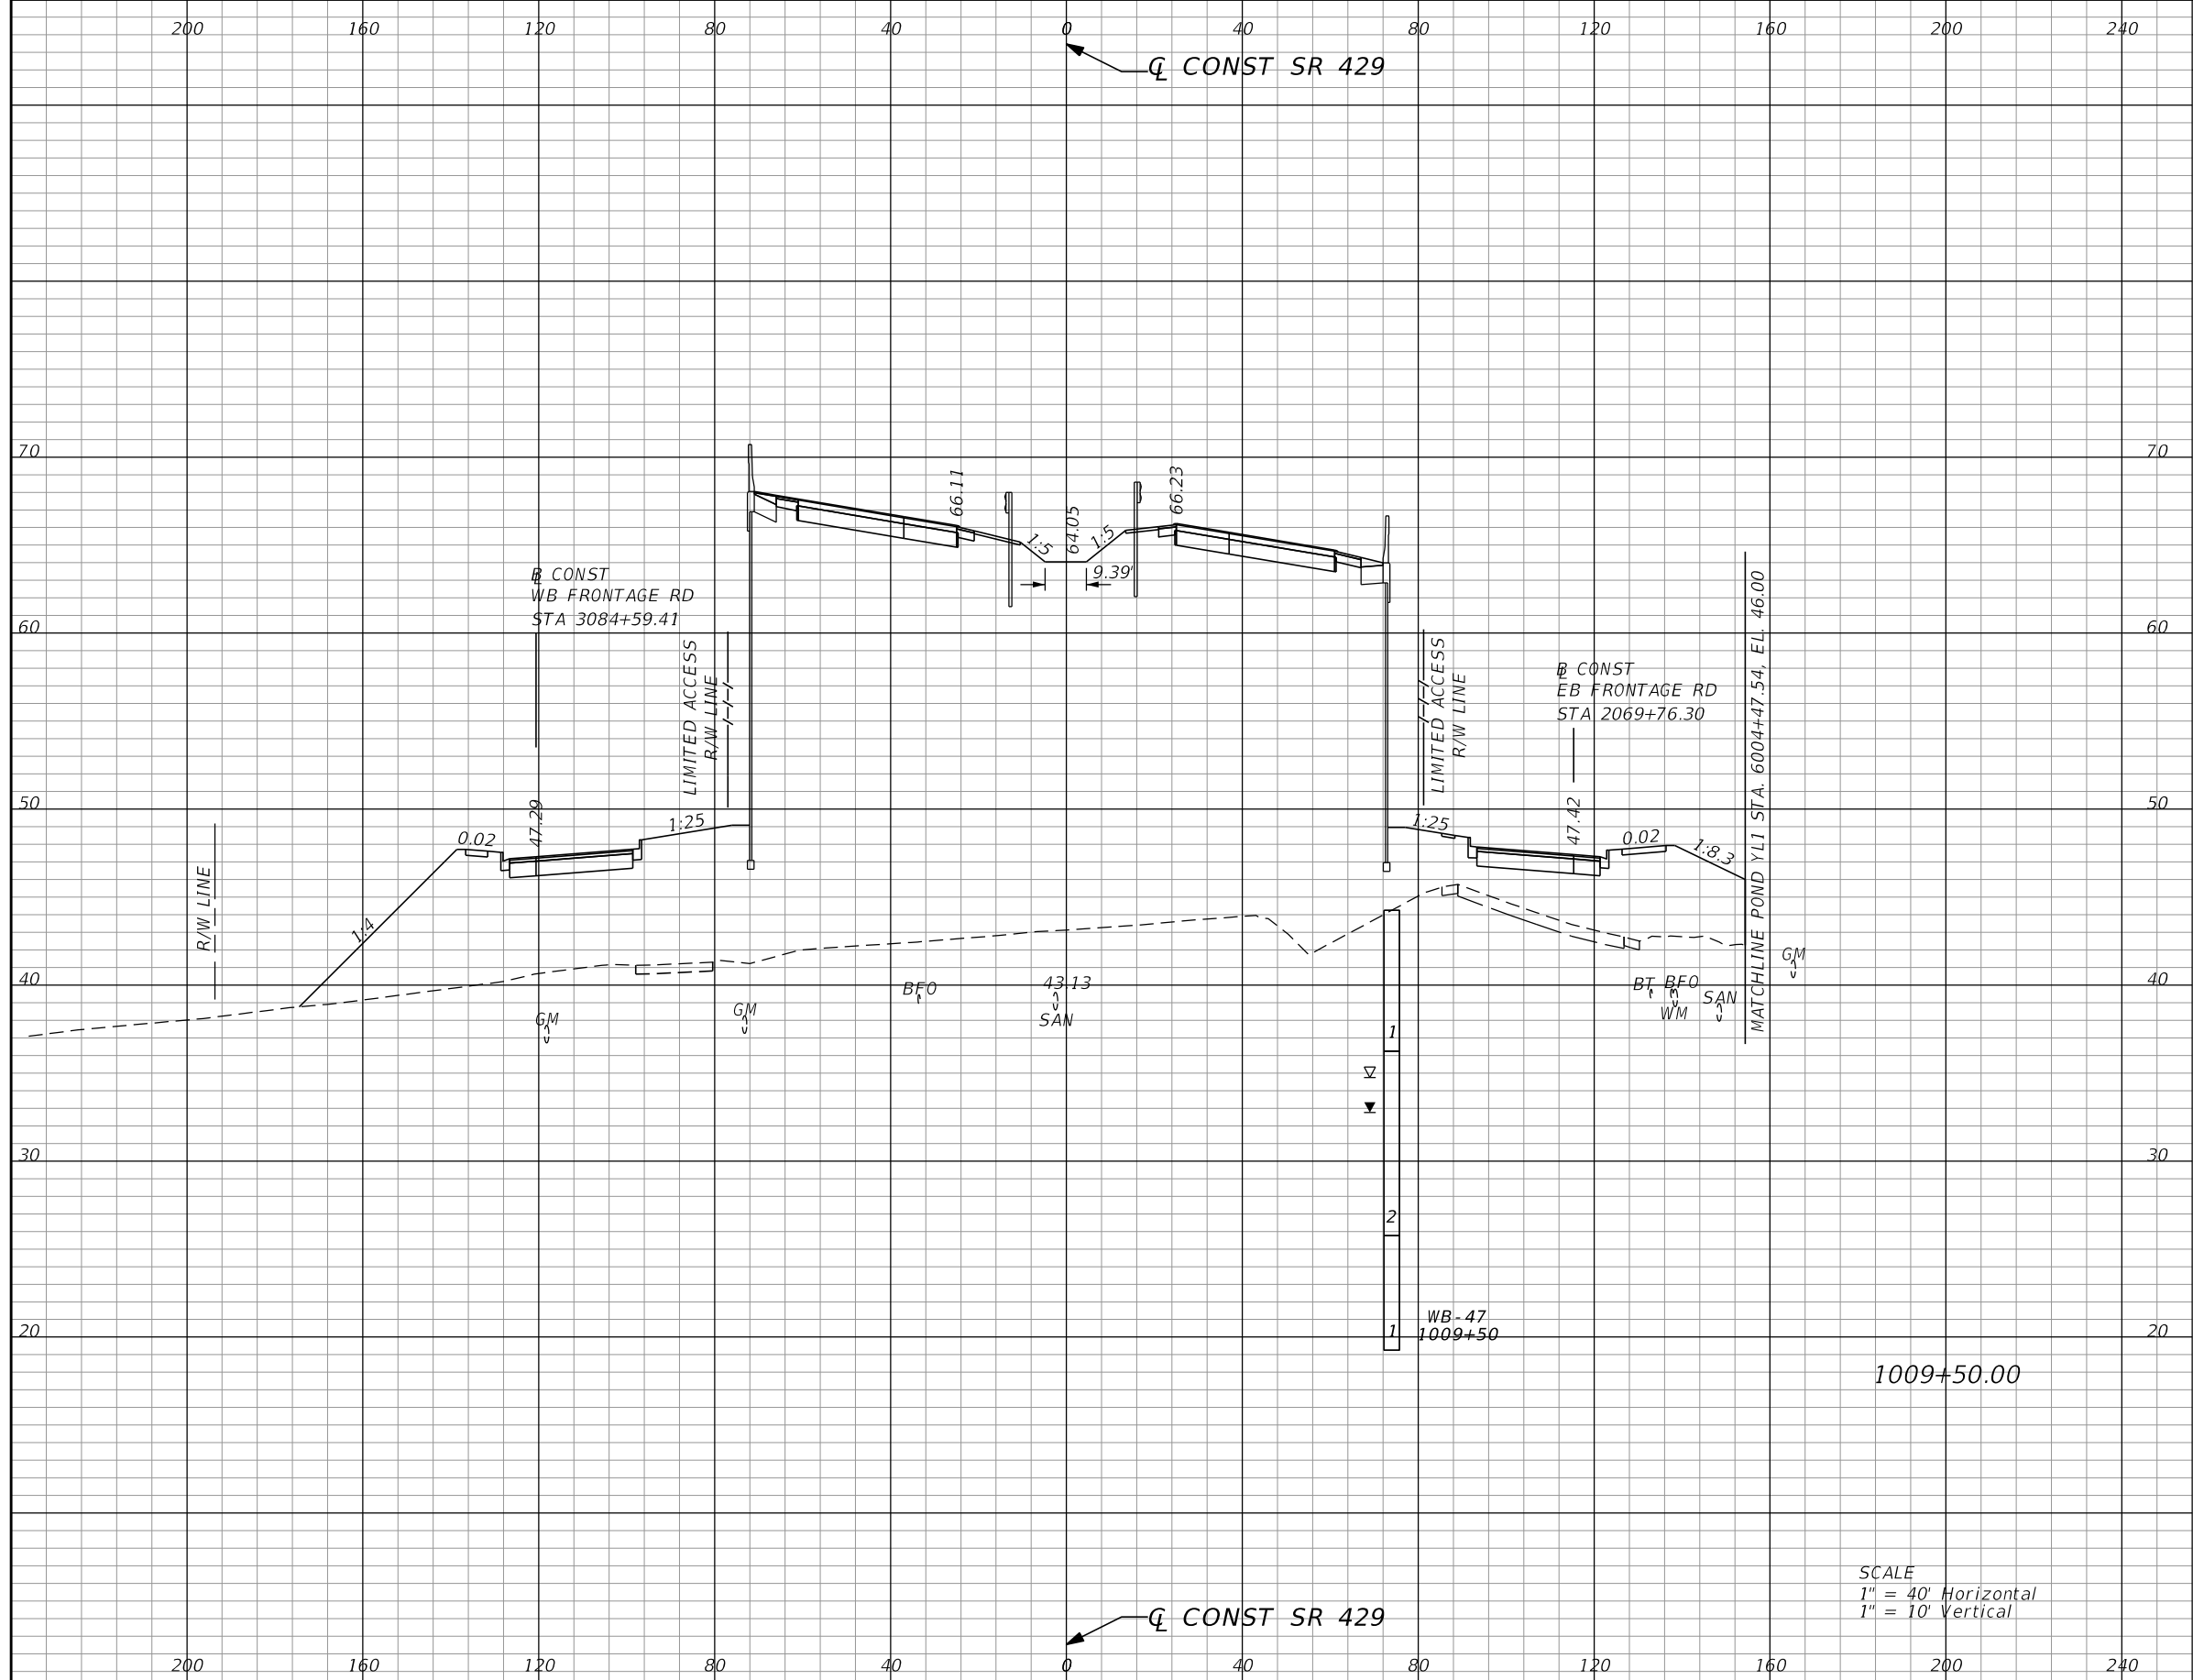 200 160 120 80 40 0 40 80 120 160 200 240
℄ CONST SR 429
70 70
66.11
66.23
64.05
1:5
1:5
9.39'
℄ CONST
WB FRONTAGE RD
STA 3084+59.41
60 60
LIMITED ACCESS
R/W LINE
LIMITED ACCESS
R/W LINE
℄ CONST
EB FRONTAGE RD
STA 2069+76.30
MATCHLINE POND YL1 STA. 6004+47.54, EL. 46.00
50 50
0.02
47.29
1:25
1:25
47.42
0.02
1:8.3
R/W LINE
1:4
40 40
GM
GM
BFO
43.13
SAN
BT BFO
WM
SAN
GM
1
30 30
2
20 20
1
WB-47
1009+50
1009+50.00
SCALE
1" = 40' Horizontal
1" = 10' Vertical
℄ CONST SR 429
200 160 120 80 40 0 40 80 120 160 200 240